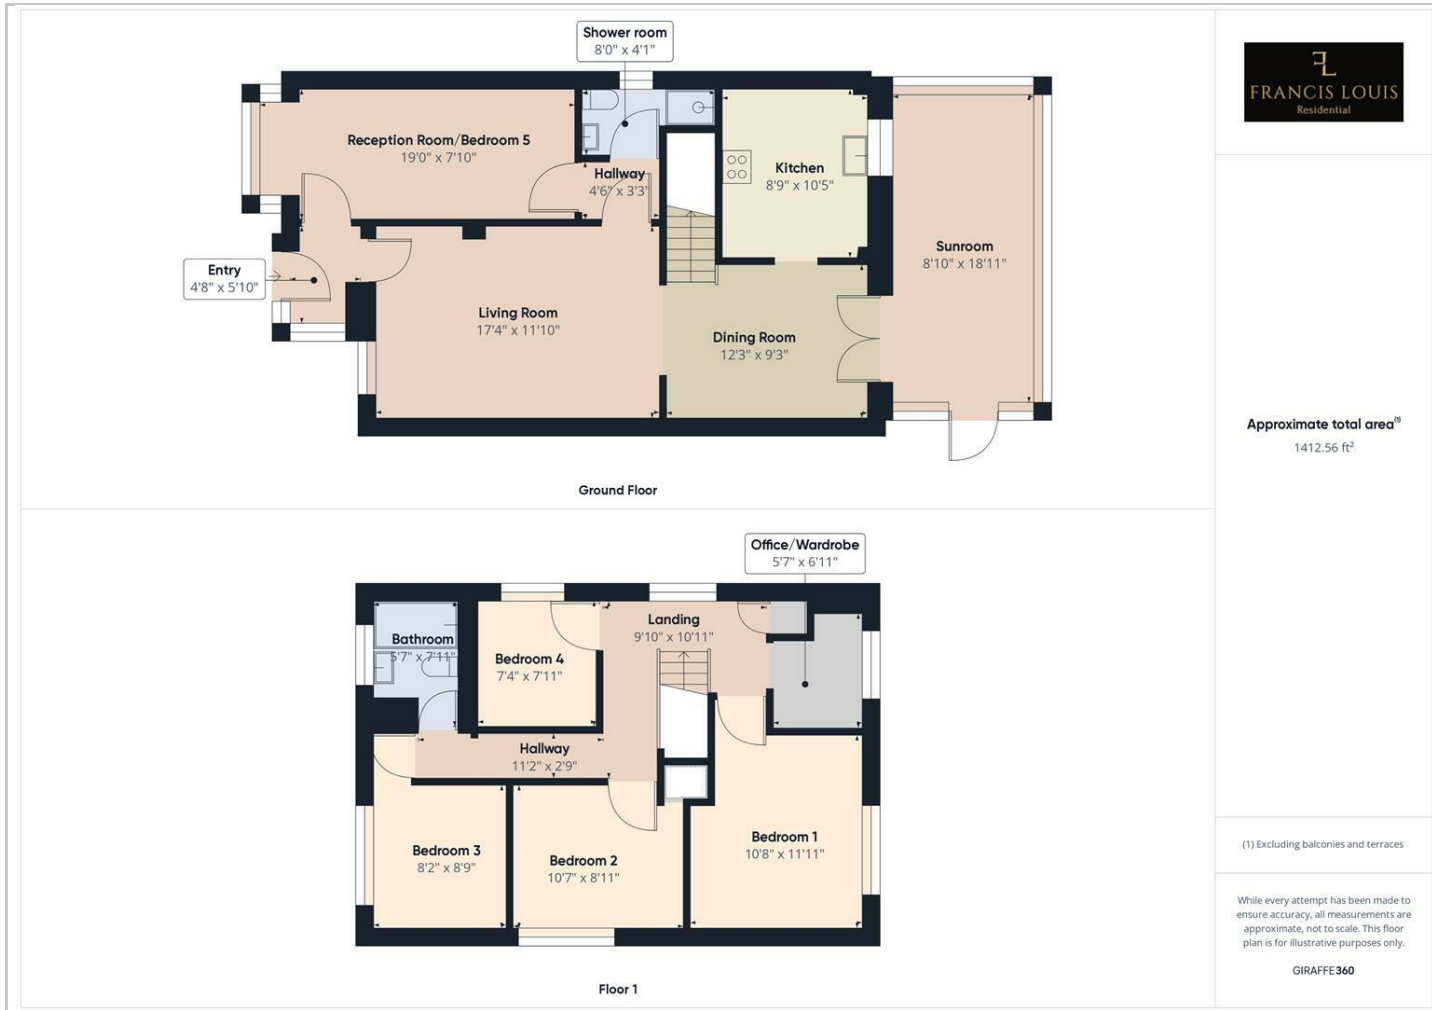 Shower room
8'0" x 4'1"
Reception Room/Bedroom 5
19'0" x 7'10"
Hallway
4'6" x 3'3"
Kitchen
8'9" x 10'5"
Sunroom
8'10" x 18'11"
Entry
4'8" x 5'10"
Living Room
17'4" x 11'10"
Dining Room
12'3" x 9'3"
Ground Floor
Office/Wardrobe
5'7" x 6'11"
Landing
9'10" x 10'11"
Bathroom
5'7" x 7'11"
Bedroom 4
7'4" x 7'11"
Hallway
11'2" x 2'9"
Bedroom 3
8'2" x 8'9"
Bedroom 2
10'7" x 8'11"
Bedroom 1
10'8" x 11'11"
Floor 1
FL
FRANCIS LOUIS
Residential
Approximate total area(1)
1412.56 ft²
(1) Excluding balconies and terraces
While every attempt has been made to
ensure accuracy, all measurements are
approximate, not to scale. This floor
plan is for illustrative purposes only.
GIRAFFE360